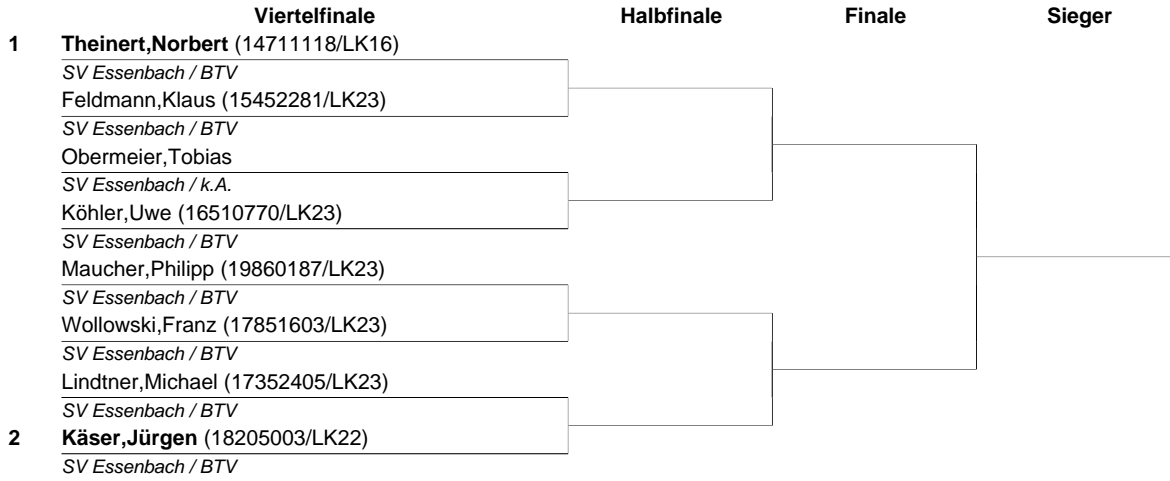 Viertelfinale Halbfinale Finale Sieger
1 Theinert,Norbert (14711118/LK16)
SV Essenbach / BTV
Feldmann,Klaus (15452281/LK23)
SV Essenbach / BTV
Obermeier,Tobias
SV Essenbach / k.A.
Köhler,Uwe (16510770/LK23)
SV Essenbach / BTV
Maucher,Philipp (19860187/LK23)
SV Essenbach / BTV
Wollowski,Franz (17851603/LK23)
SV Essenbach / BTV
Lindtner,Michael (17352405/LK23)
SV Essenbach / BTV
2 Käser,Jürgen (18205003/LK22)
SV Essenbach / BTV